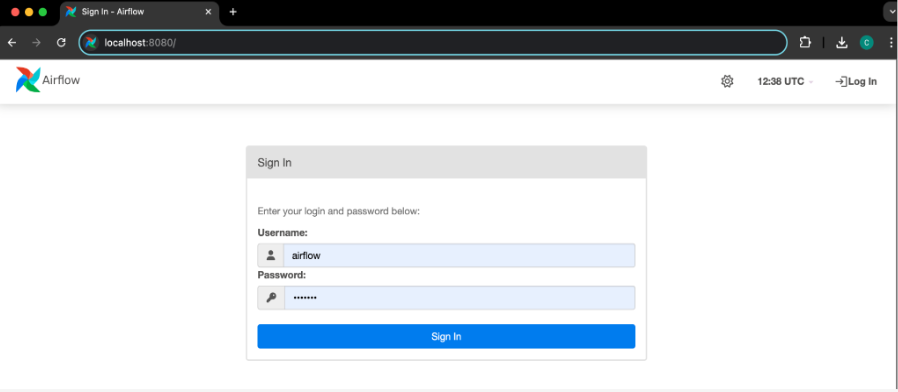 Sign In - Airflow
localhost:8080/
C
Airflow
12:38 UTC
Log In
Sign In
Enter your login and password below:
Username:
airflow
Password:
•••••••
Sign In